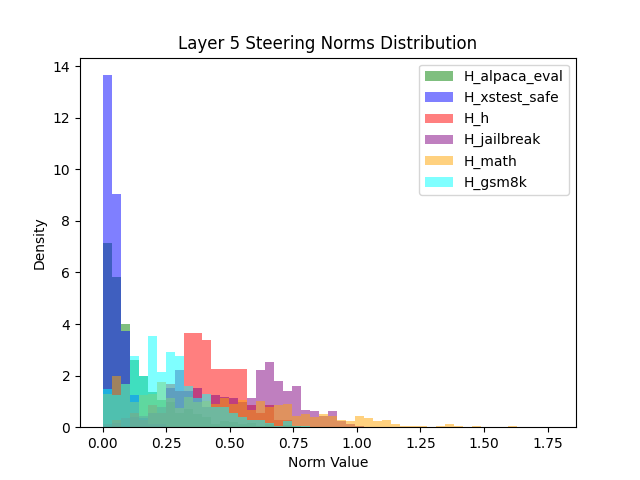 Layer 5 Steering Norms Distribution
H_alpaca_eval
H_xstest_safe
H_h
H_jailbreak
H_math
H_gsm8k
Density
14
12
10
8
6
4
2
0
0.00 0.25 0.50 0.75 1.00 1.25 1.50 1.75
Norm Value